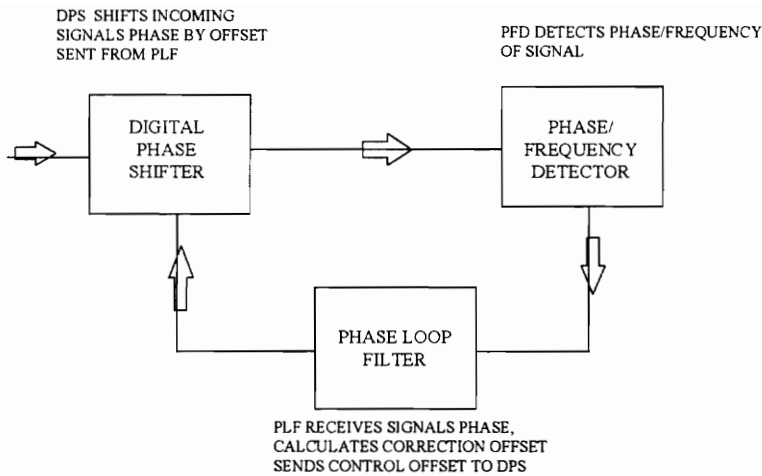 DPS SHIFTS INCOMING
SIGNALS PHASE BY OFFSET
SENT FROM PLF
PFD DETECTS PHASE/FREQUENCY
OF SIGNAL
DIGITAL
PHASE
SHIFTER
PHASE/
FREQUENCY
DETECTOR
PHASE LOOP
FILTER
PLF RECEIVES SIGNALS PHASE,
CALCULATES CORRECTION OFFSET
SENDS CONTROL OFFSET TO DPS